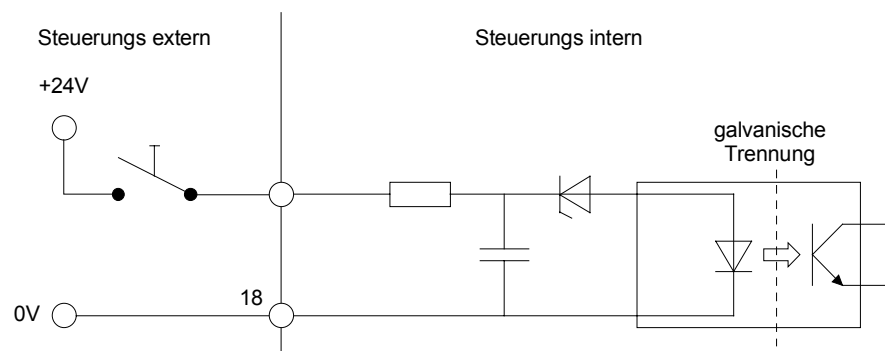 Steuerungs extern
Steuerungs intern
+24V
galvanische
Trennung
18
0V